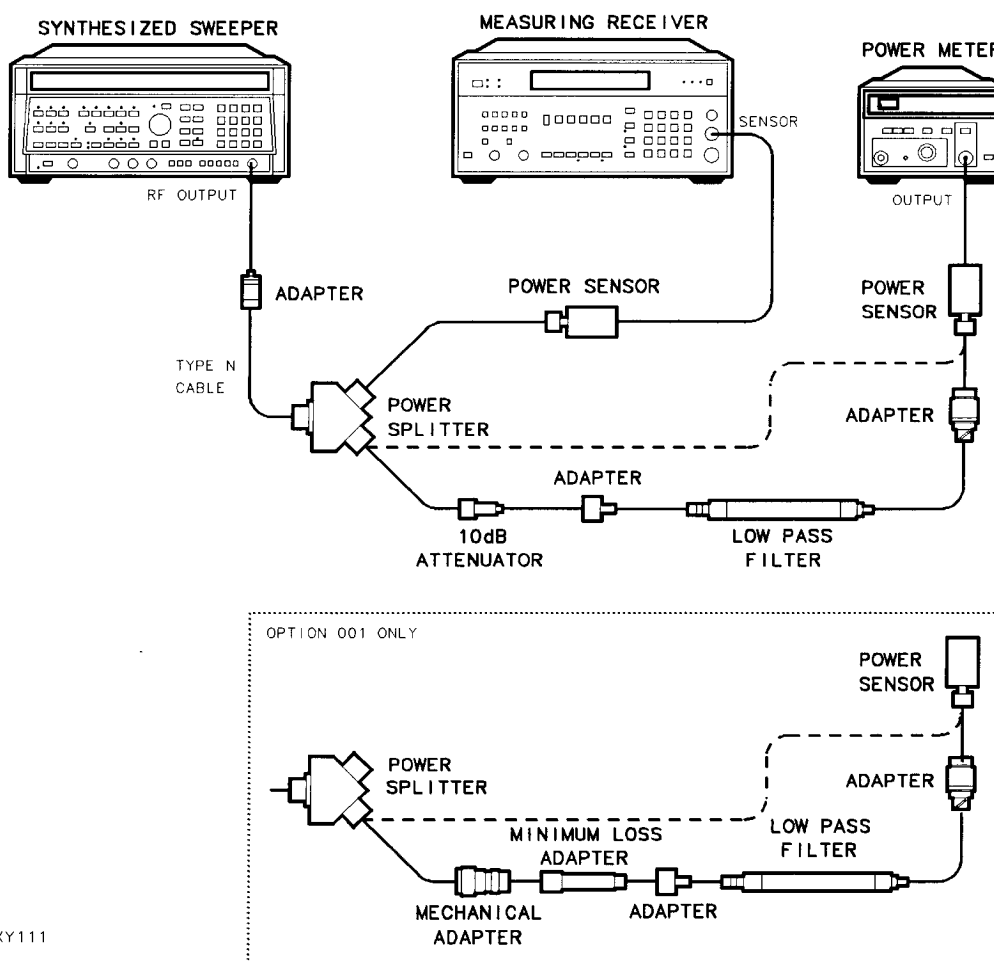 SYNTHESIZED SWEEPER
MEASURING RECEIVER
POWER METER
SENSOR
RF OUTPUT
OUTPUT
ADAPTER
POWER SENSOR
POWER
SENSOR
TYPE N
CABLE
POWER
SPLITTER
ADAPTER
ADAPTER
10dB
ATTENUATOR
LOW PASS
FILTER
OPTION 001 ONLY
POWER
SENSOR
POWER
SPLITTER
ADAPTER
MINIMUM LOSS
ADAPTER
LOW PASS
FILTER
MECHANICAL
ADAPTER
ADAPTER
XY111